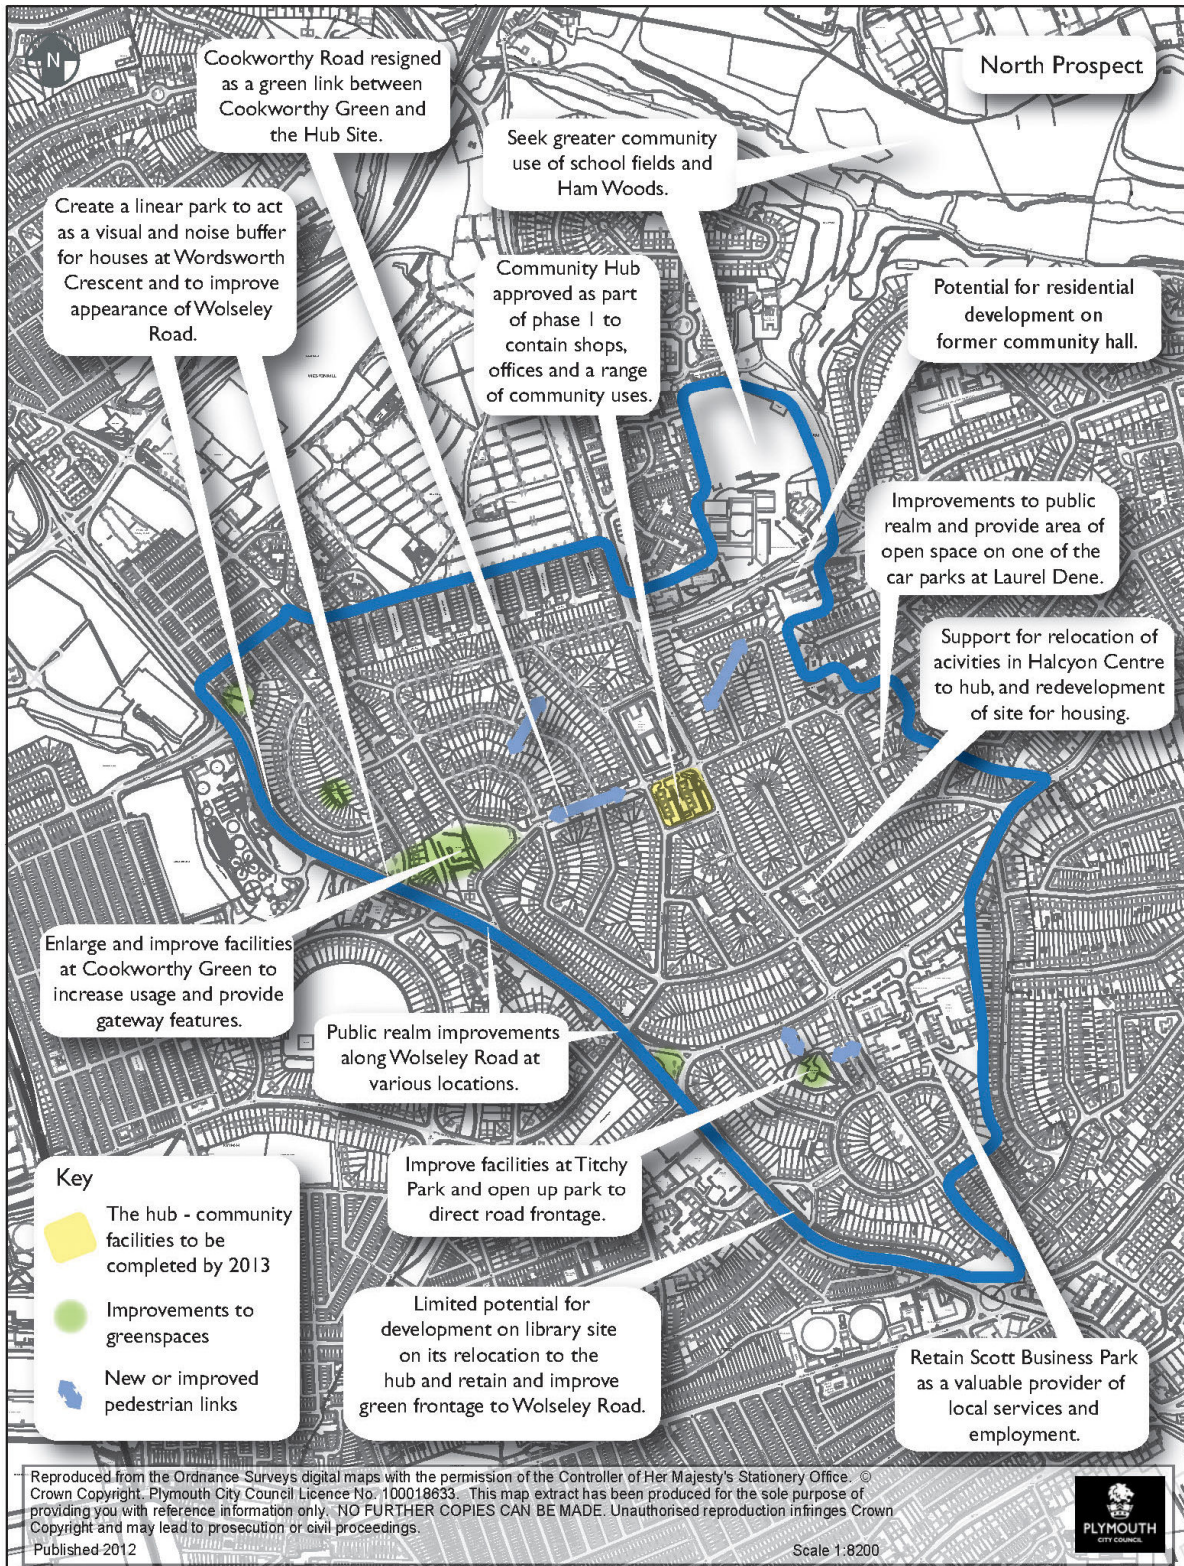 N
North Prospect
Cookworthy Road resigned
as a green link between
Cookworthy Green and
the Hub Site.
Seek greater community
use of school fields and
Ham Woods.
Create a linear park to act
as a visual and noise buffer
for houses at Wordsworth
Crescent and to improve
appearance of Wolseley
Road.
Community Hub
approved as part
of phase 1 to
contain shops,
offices and a range
of community uses.
Potential for residential
development on
former community hall.
Improvements to public
realm and provide area of
open space on one of the
car parks at Laurel Dene.
Support for relocation of
acivities in Halcyon Centre
to hub, and redevelopment
of site for housing.
Enlarge and improve facilities
at Cookworthy Green to
increase usage and provide
gateway features.
Public realm improvements
along Wolseley Road at
various locations.
Improve facilities at Titchy
Park and open up park to
direct road frontage.
Limited potential for
development on library site
on its relocation to the
hub and retain and improve
green frontage to Wolseley Road.
Retain Scott Business Park
as a valuable provider of
local services and
employment.
Key
The hub - community
facilities to be
completed by 2013
Improvements to
greenspaces
New or improved
pedestrian links
Reproduced from the Ordnance Surveys digital maps with the permission of the Controller of Her Majesty's Stationery Office. ©
Crown Copyright. Plymouth City Council Licence No. 100018633. This map extract has been produced for the sole purpose of
providing you with reference information only. NO FURTHER COPIES CAN BE MADE. Unauthorised reproduction infringes Crown
Copyright and may lead to prosecution or civil proceedings.
Published 2012
Scale 1:8200
PLYMOUTH
CITY COUNCIL